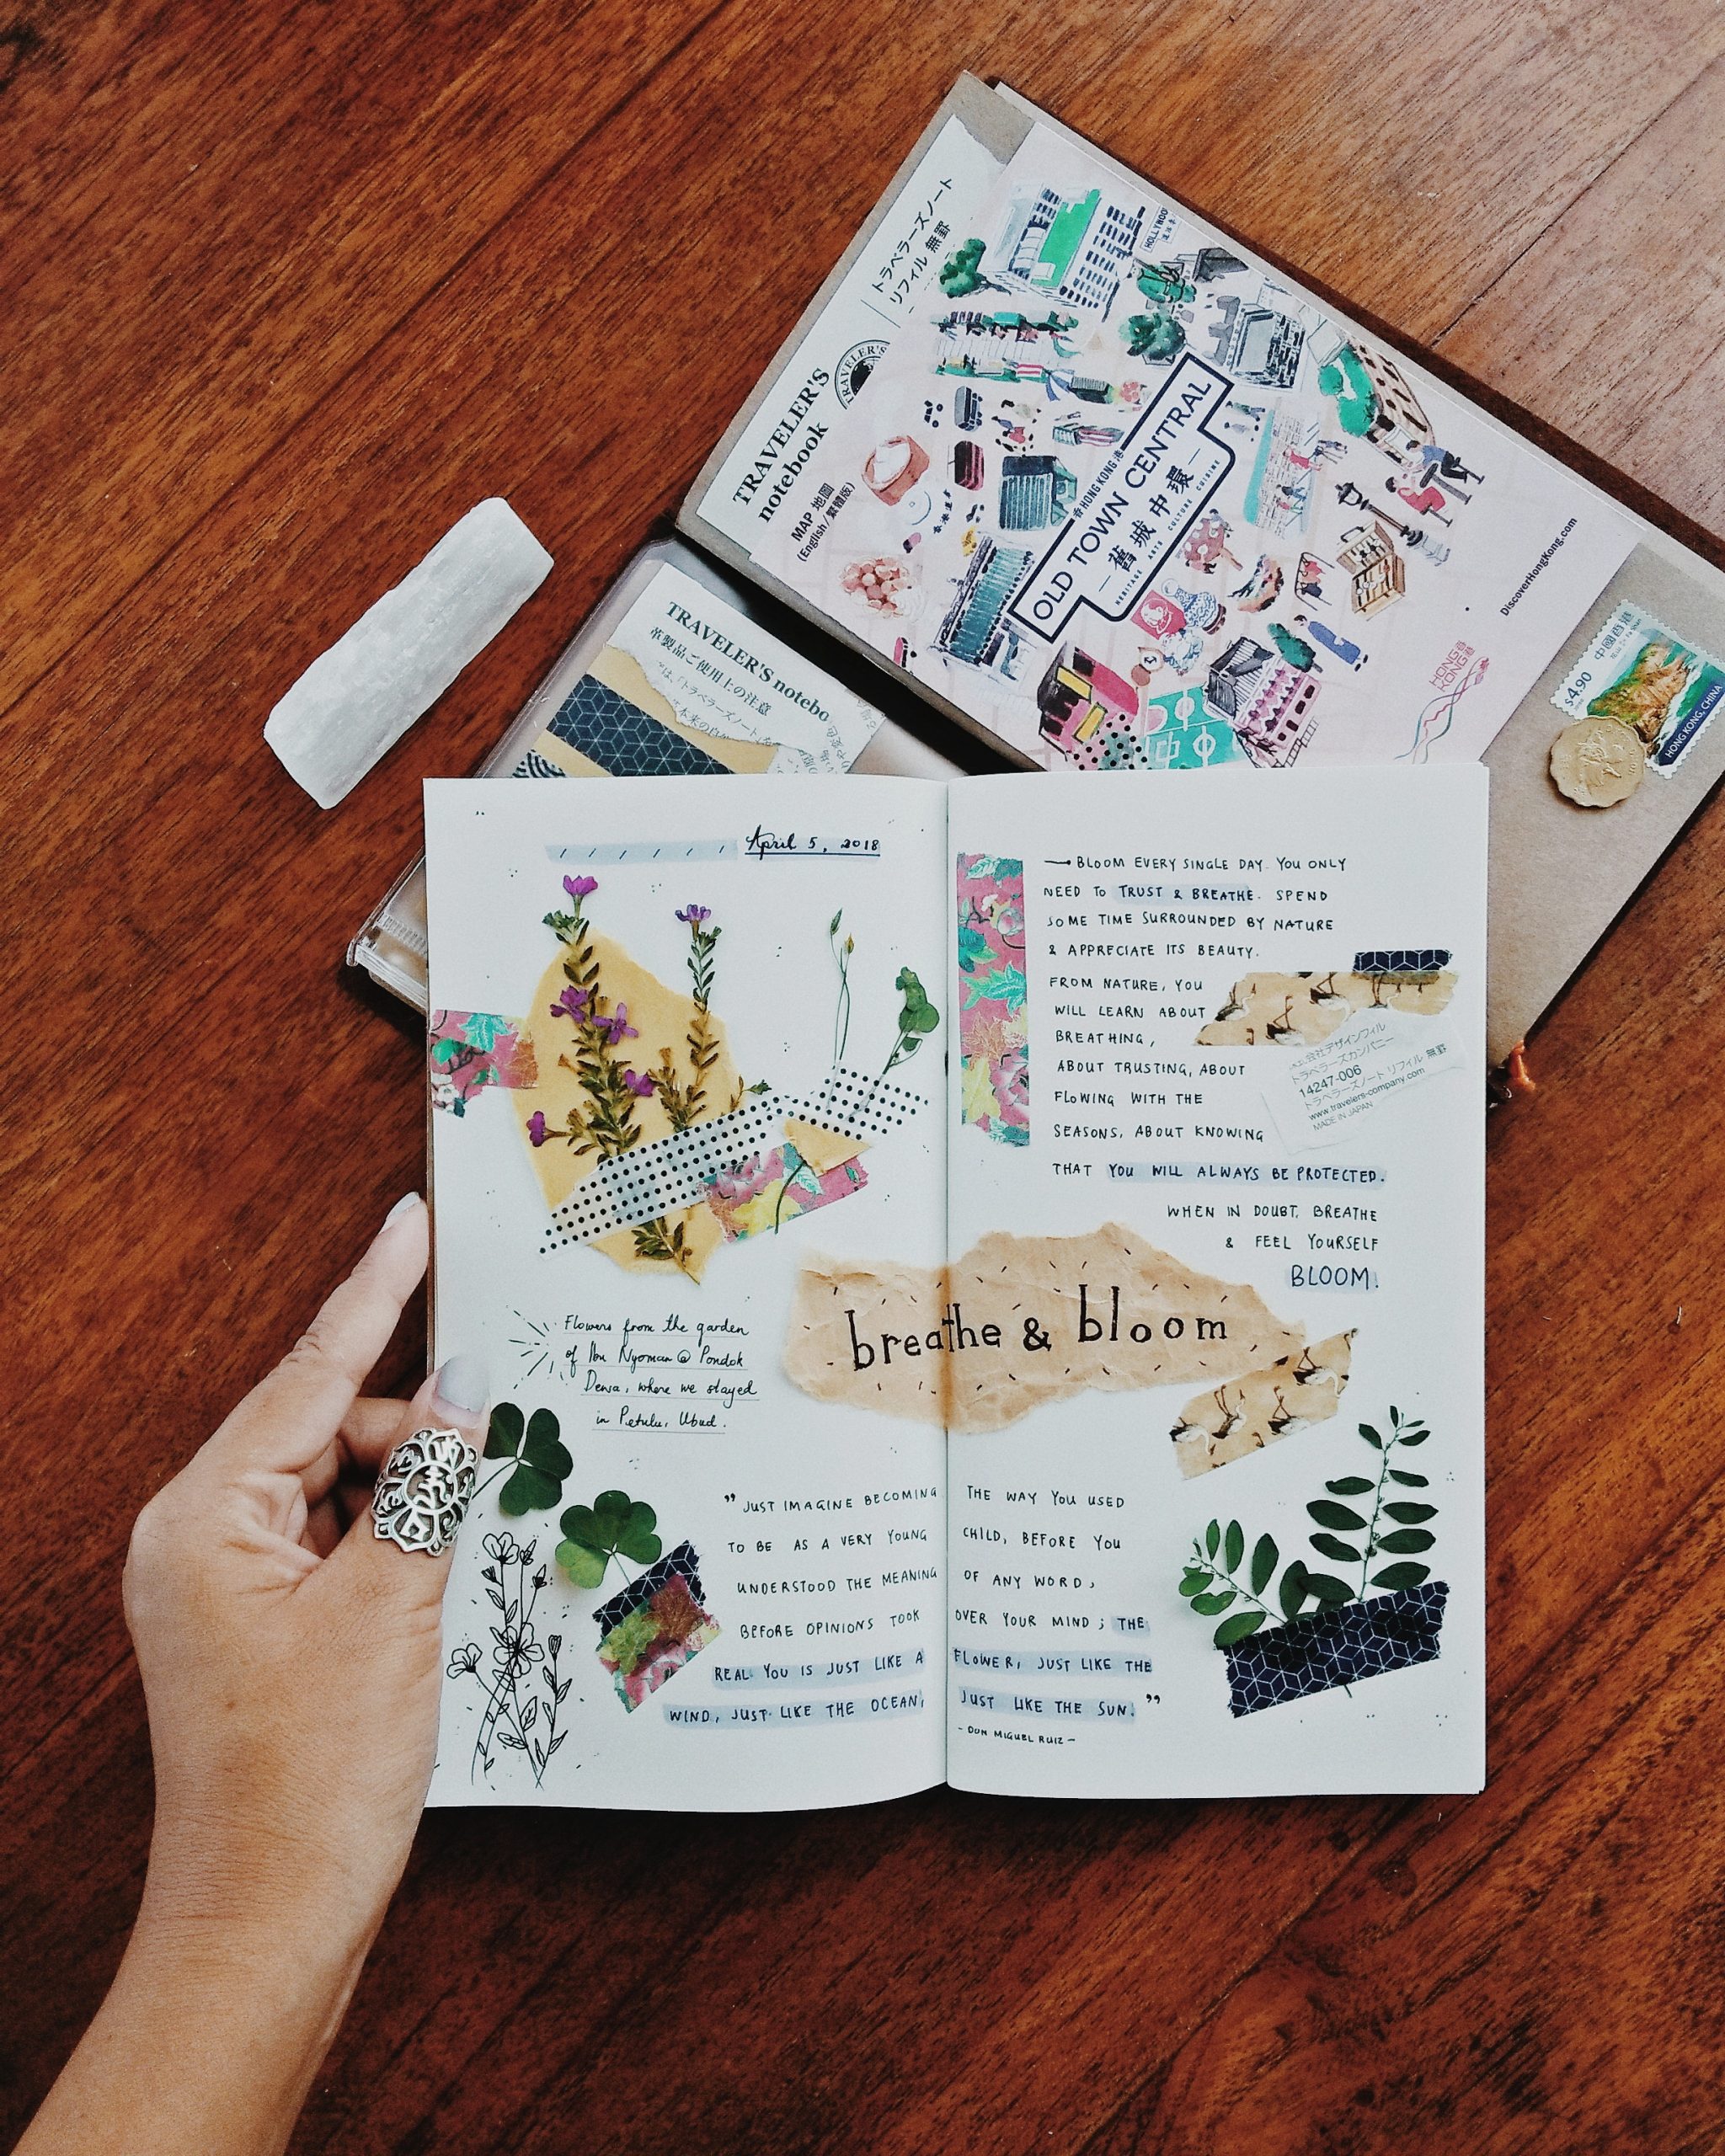 HOLLYWOOD
トラベラーズノート
リフィル 無罫
TRAVELER'S
TRAVELER'S
notebook
MAP 地圖
(English / 繁體版)
香港 HONG KONG
OLD TOWN CENTRAL
舊城中環
HERITAGE ARTS CULTURE CUISINE
DiscoverHongKong.com
HONG KONG
香港
中國香港
$4.90
HONG KONG, CHINA
TRAVELER'S notebo
革製品ご使用上の注意
は、「トラベラーズノート」
April 5, 2018
Flowers from the garden
of Ibu Nyoman @ Pondok
Dewa, where we stayed
in Petulu, Ubud.
BLOOM EVERY SINGLE DAY. YOU ONLY
NEED TO TRUST & BREATHE. SPEND
SOME TIME SURROUNDED BY NATURE
& APPRECIATE ITS BEAUTY.
FROM NATURE, YOU
WILL LEARN ABOUT
BREATHING,
ABOUT TRUSTING, ABOUT
FLOWING WITH THE
SEASONS, ABOUT KNOWING
THAT YOU WILL ALWAYS BE PROTECTED.
WHEN IN DOUBT, BREATHE
& FEEL YOURSELF
BLOOM.
会社デザインフィル
トラベラーズカンパニー
14247-006
トラベラーズノート リフィル 無罫
www.travelers-company.com
MADE IN JAPAN
breathe & bloom
"JUST IMAGINE BECOMING THE WAY YOU USED
TO BE AS A VERY YOUNG CHILD, BEFORE YOU
UNDERSTOOD THE MEANING OF ANY WORD,
BEFORE OPINIONS TOOK OVER YOUR MIND; THE
REAL YOU IS JUST LIKE A FLOWER, JUST LIKE THE
WIND, JUST LIKE THE OCEAN, JUST LIKE THE SUN."
- DON MIGUEL RUIZ -